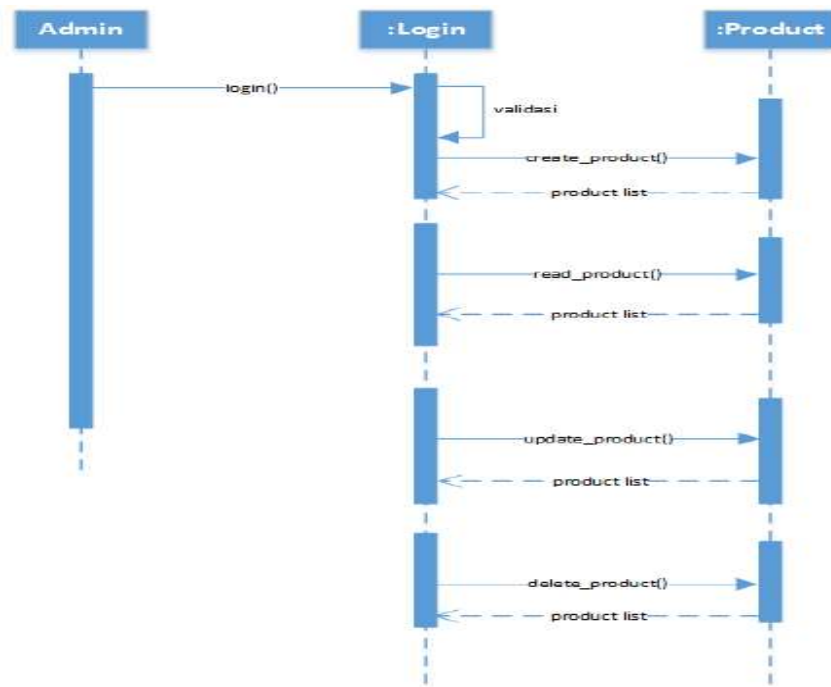 Admin
:Login
:Product
login()
validasi
create_product()
product list
read_product()
product list
update_product()
product list
delete_product()
product list